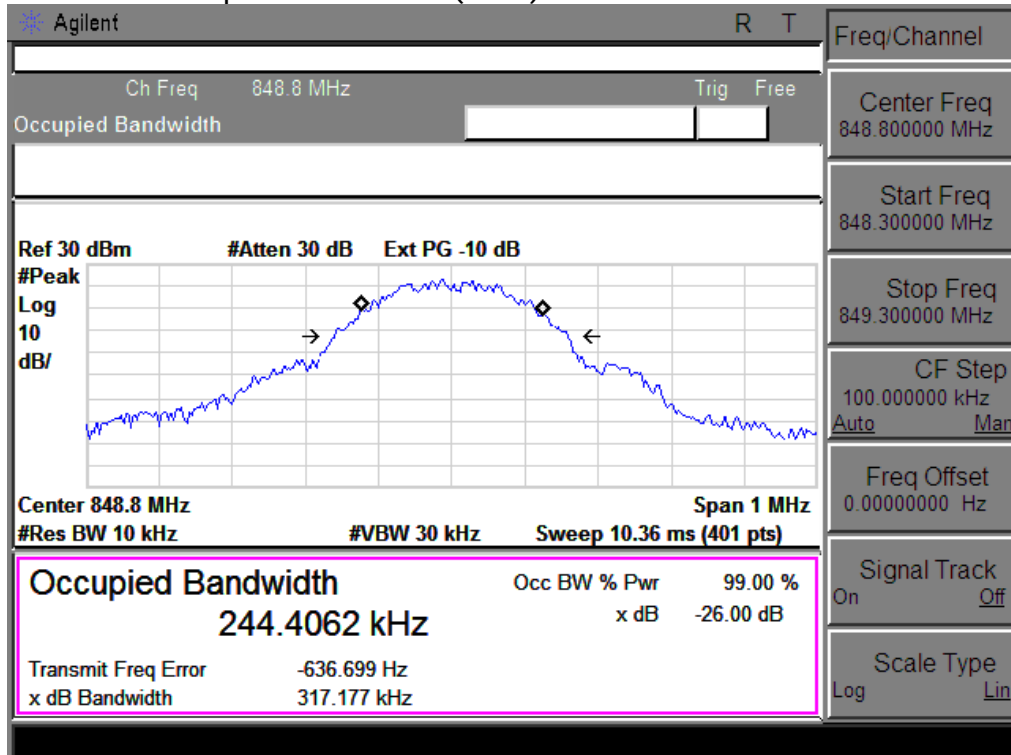 Agilent R T
Ch Freq 848.8 MHz Trig Free
Occupied Bandwidth
Ref 30 dBm #Atten 30 dB Ext PG -10 dB
#Peak
Log
10
dB/
Center 848.8 MHz Span 1 MHz
#Res BW 10 kHz #VBW 30 kHz Sweep 10.36 ms (401 pts)
Occupied Bandwidth
244.4062 kHz
Occ BW % Pwr 99.00 %
x dB -26.00 dB
Transmit Freq Error -636.699 Hz
x dB Bandwidth 317.177 kHz
Freq/Channel
Center Freq
848.800000 MHz
Start Freq
848.300000 MHz
Stop Freq
849.300000 MHz
CF Step
100.000000 kHz
Auto Man
Freq Offset
0.00000000 Hz
Signal Track
On Off
Scale Type
Log Lin